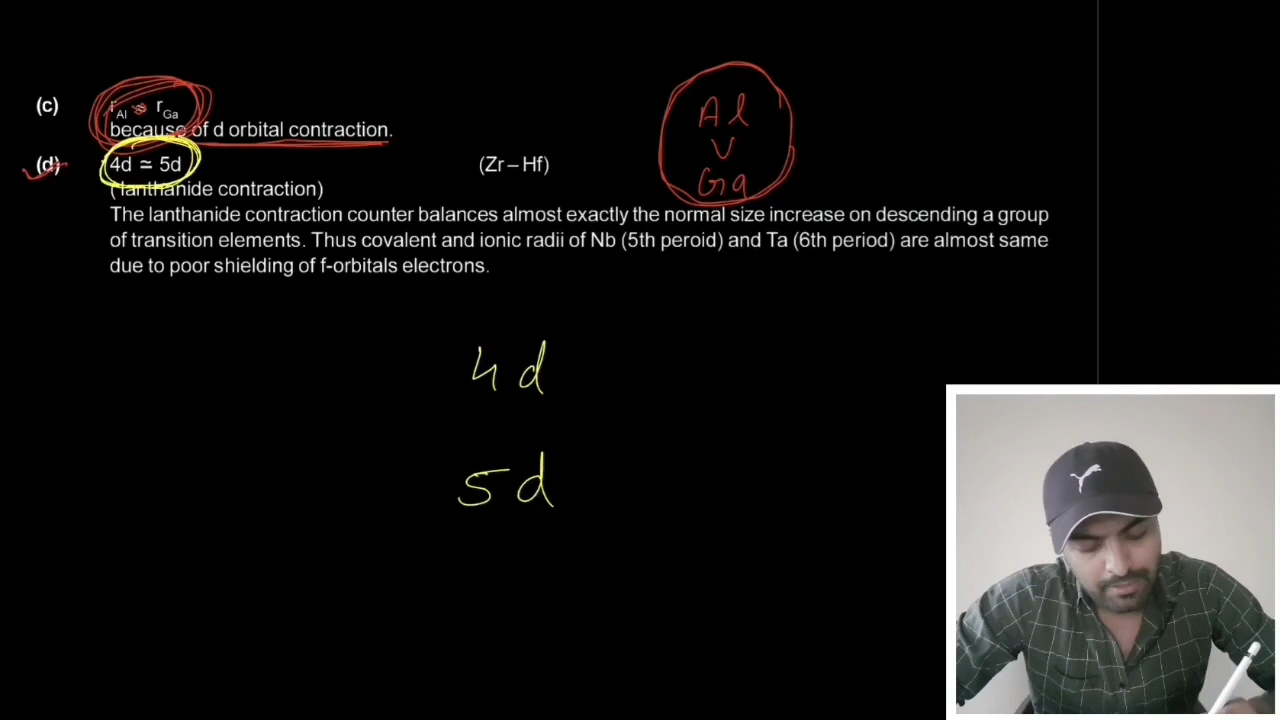 (c) rAl ≈ rGa
because of d orbital contraction.
(d) 4d ≃ 5d (Zr – Hf)
( lanthanide contraction)
The lanthanide contraction counter balances almost exactly the normal size increase on descending a group
of transition elements. Thus covalent and ionic radii of Nb (5th peroid) and Ta (6th period) are almost same
due to poor shielding of f-orbitals electrons.
Al
V
Ga
4d
5d